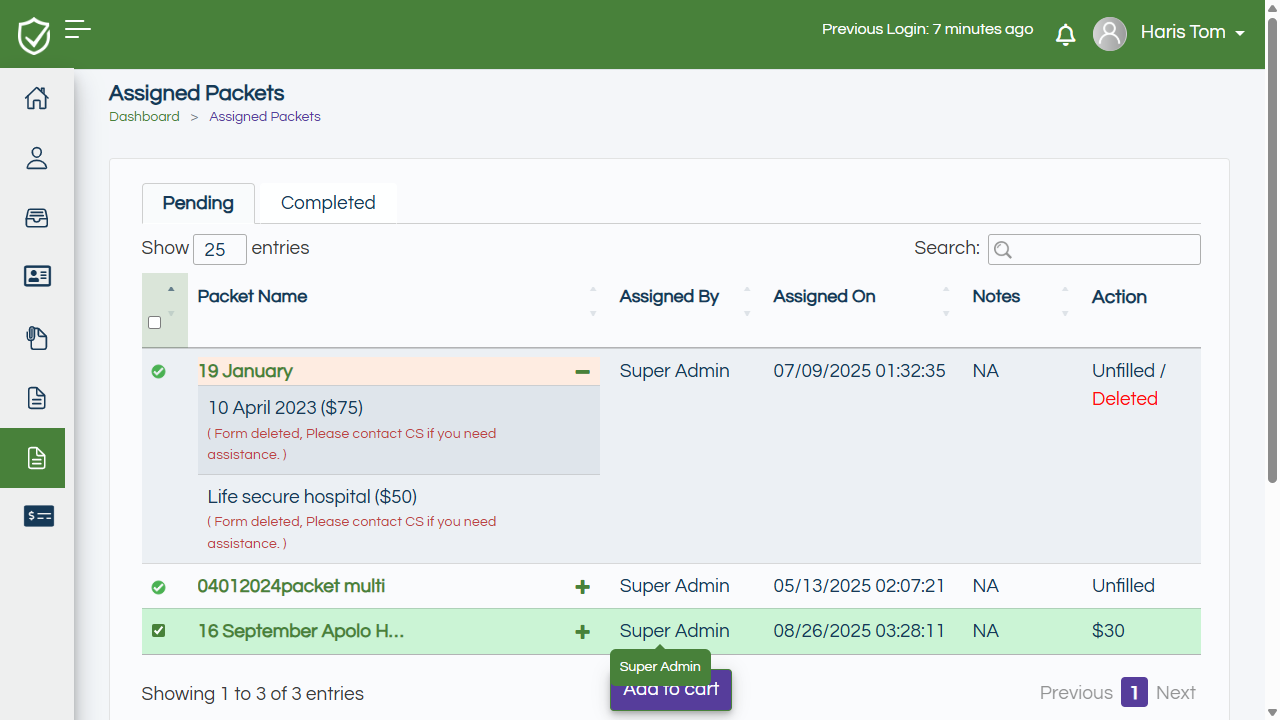 Previous Login: 7 minutes ago
Haris Tom
Assigned Packets
Dashboard > Assigned Packets
Pending
Completed
Show 25 entries
Search:
Packet Name
Assigned By
Assigned On
Notes
Action
19 January
Super Admin
07/09/2025 01:32:35
NA
Unfilled /
Deleted
10 April 2023 ($75)
( Form deleted, Please contact CS if you need
assistance. )
Life secure hospital ($50)
( Form deleted, Please contact CS if you need
assistance. )
04012024packet multi
Super Admin
05/13/2025 02:07:21
NA
Unfilled
16 September Apolo H...
Super Admin
08/26/2025 03:28:11
NA
$30
Super Admin
Add to cart
Showing 1 to 3 of 3 entries
Previous 1 Next